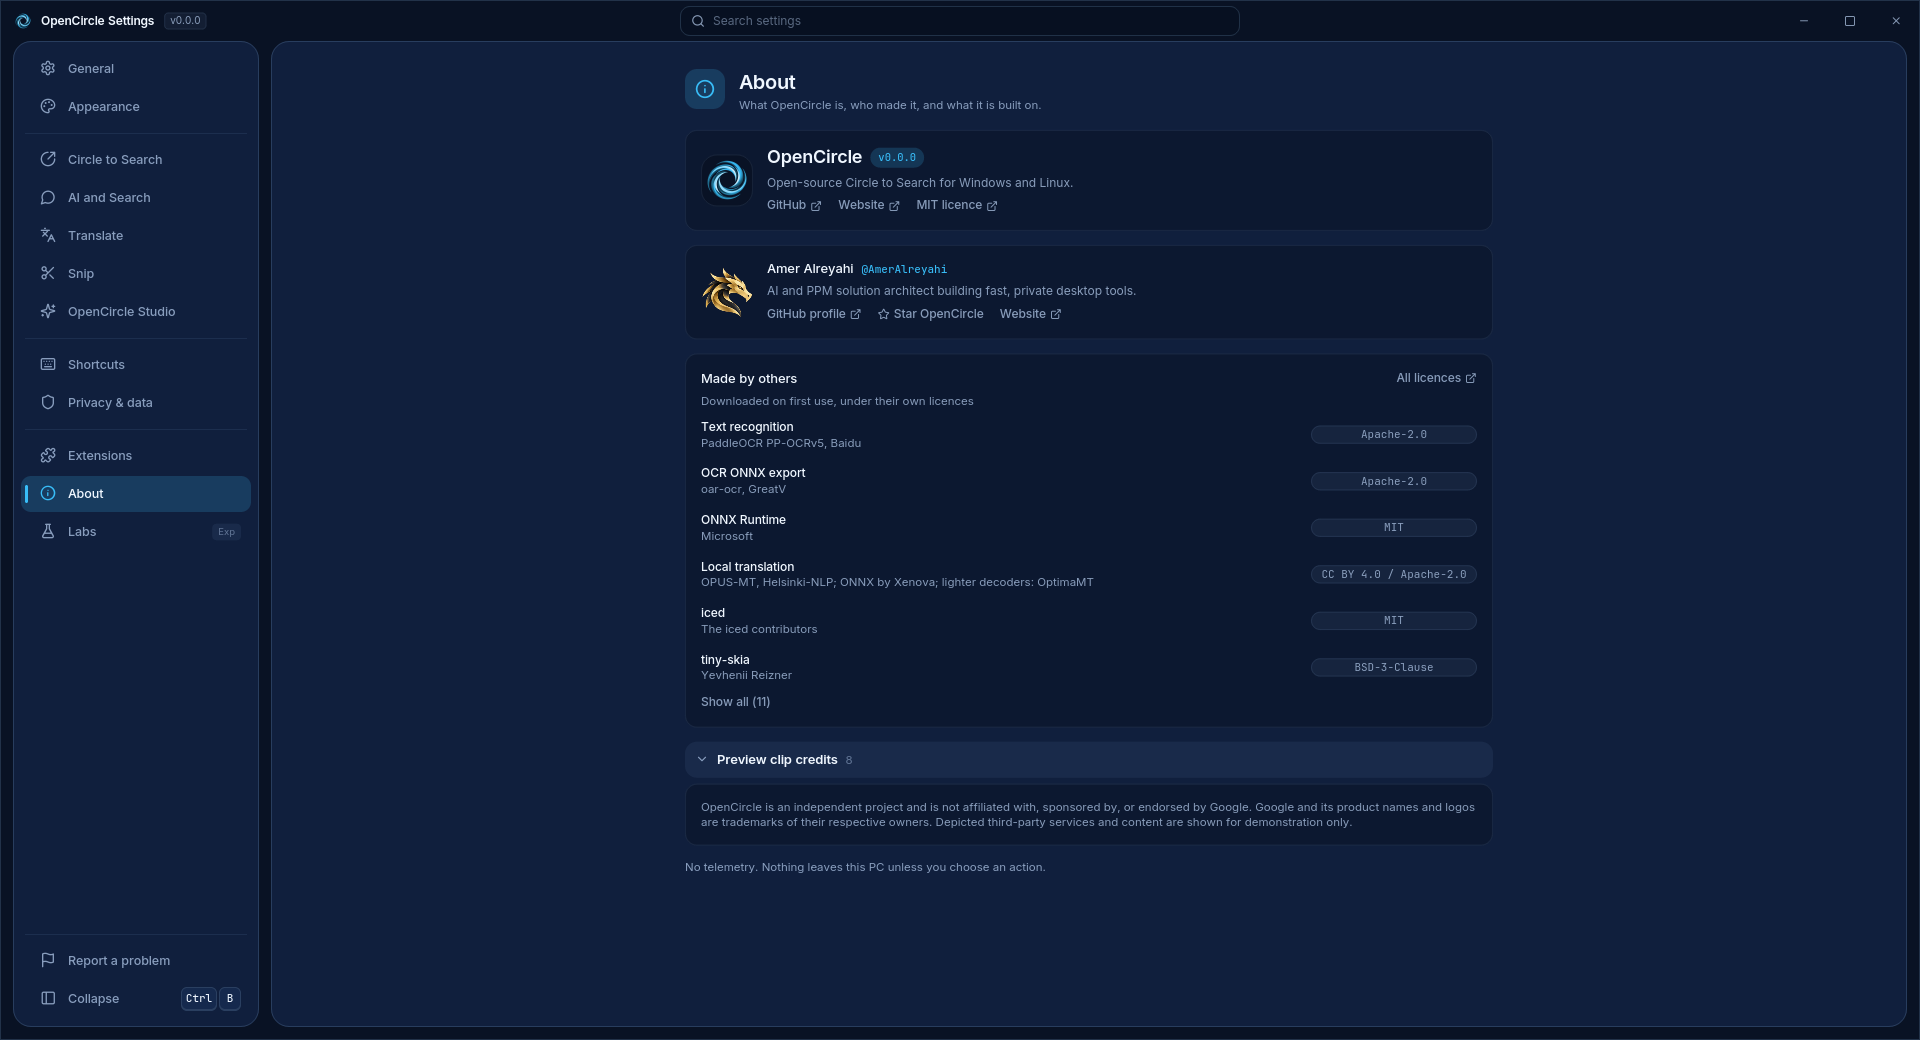 OpenCircle Settings v0.0.0
Search settings
General
Appearance
Circle to Search
AI and Search
Translate
Snip
OpenCircle Studio
Shortcuts
Privacy & data
Extensions
About
Labs Exp
Report a problem
Collapse Ctrl B
About
What OpenCircle is, who made it, and what it is built on.
OpenCircle v0.0.0
Open-source Circle to Search for Windows and Linux.
GitHub Website MIT licence
Amer Alreyahi @AmerAlreyahi
AI and PPM solution architect building fast, private desktop tools.
GitHub profile Star OpenCircle Website
Made by others All licences
Downloaded on first use, under their own licences
Text recognition
PaddleOCR PP-OCRv5, Baidu
Apache-2.0
OCR ONNX export
oar-ocr, GreatV
Apache-2.0
ONNX Runtime
Microsoft
MIT
Local translation
OPUS-MT, Helsinki-NLP; ONNX by Xenova; lighter decoders: OptimaMT
CC BY 4.0 / Apache-2.0
iced
The iced contributors
MIT
tiny-skia
Yevhenii Reizner
BSD-3-Clause
Show all (11)
Preview clip credits 8
OpenCircle is an independent project and is not affiliated with, sponsored by, or endorsed by Google. Google and its product names and logos
are trademarks of their respective owners. Depicted third-party services and content are shown for demonstration only.
No telemetry. Nothing leaves this PC unless you choose an action.